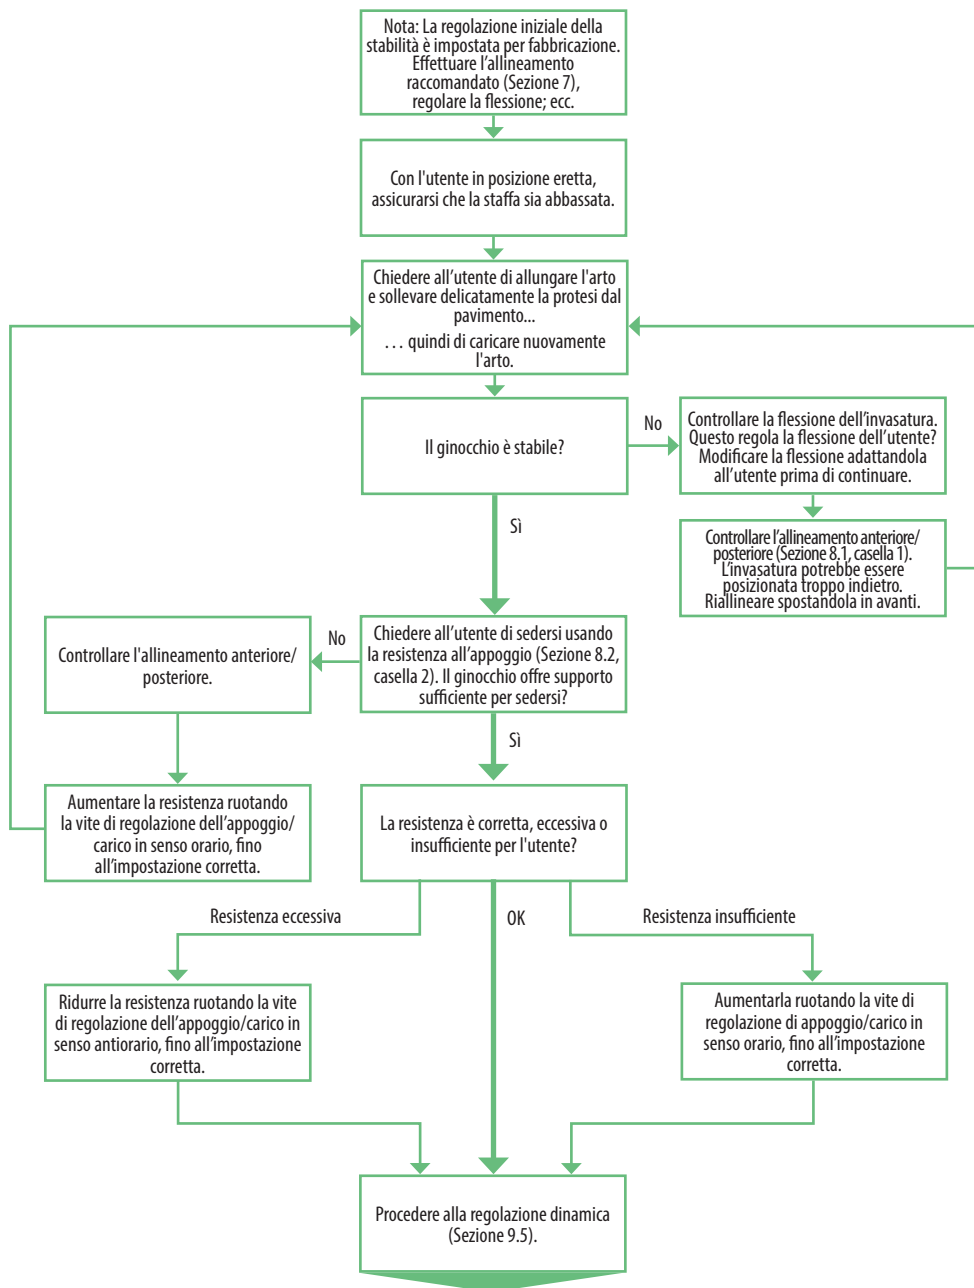 Nota: La regolazione iniziale della
stabilità è impostata per fabbricazione.
Effettuare l'allineamento
raccomandato (Sezione 7),
regolare la flessione; ecc.
Con l'utente in posizione eretta,
assicurarsi che la staffa sia abbassata.
Chiedere all'utente di allungare l'arto
e sollevare delicatamente la protesi dal
pavimento...
... quindi di caricare nuovamente
l'arto.
Il ginocchio è stabile?
No
Controllare la flessione dell'invasatura.
Questo regola la flessione dell'utente?
Modificare la flessione adattandola
all'utente prima di continuare.
Sì
Controllare l'allineamento anteriore/
posteriore (Sezione 8.1, casella 1).
L'invasatura potrebbe essere
posizionata troppo indietro.
Riallineare spostandola in avanti.
Chiedere all'utente di sedersi usando
la resistenza all'appoggio (Sezione 8.2,
casella 2). Il ginocchio offre supporto
sufficiente per sedersi?
No
Controllare l'allineamento anteriore/
posteriore.
Sì
Aumentare la resistenza ruotando
la vite di regolazione dell'appoggio/
carico in senso orario, fino
all'impostazione corretta.
La resistenza è corretta, eccessiva o
insufficiente per l'utente?
Resistenza eccessiva
OK
Resistenza insufficiente
Ridurre la resistenza ruotando la vite
di regolazione dell'appoggio/carico in
senso antiorario, fino all'impostazione
corretta.
Aumentarla ruotando la vite di
regolazione di appoggio/carico in
senso orario, fino all'impostazione
corretta.
Procedere alla regolazione dinamica
(Sezione 9.5).